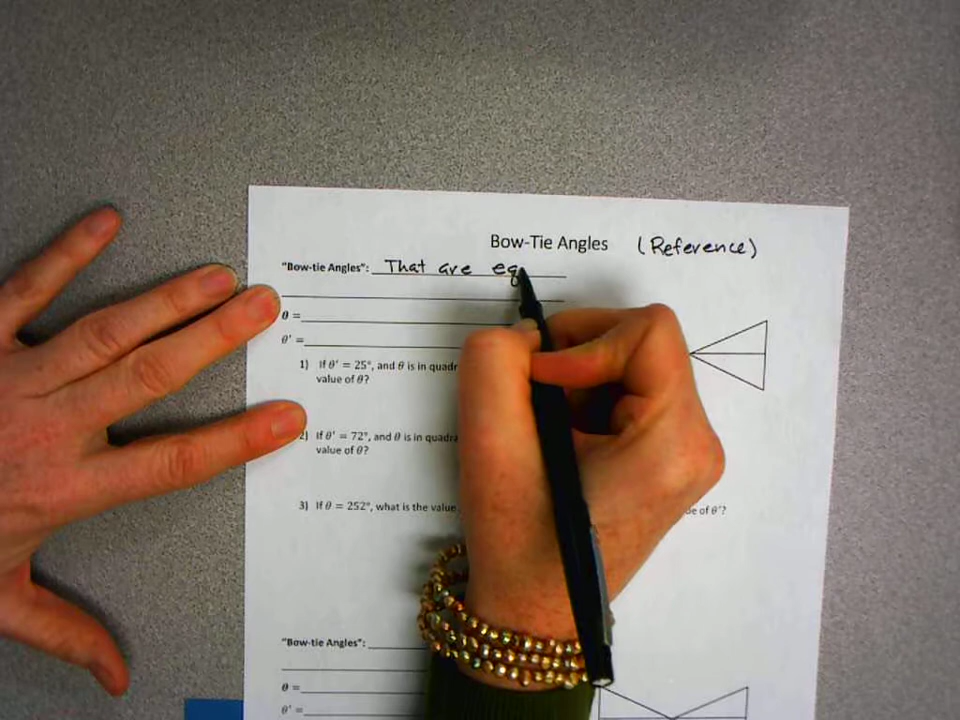 Bow-Tie Angles (Reference)
"Bow-tie Angles": That are eq
θ =
θ' =
1) If θ' = 25°, and θ is in quadr
value of θ?
2) If θ' = 72°, and θ is in quadra
value of θ?
3) If θ = 252°, what is the value ue of θ'?
"Bow-tie Angles":
θ =
θ' =